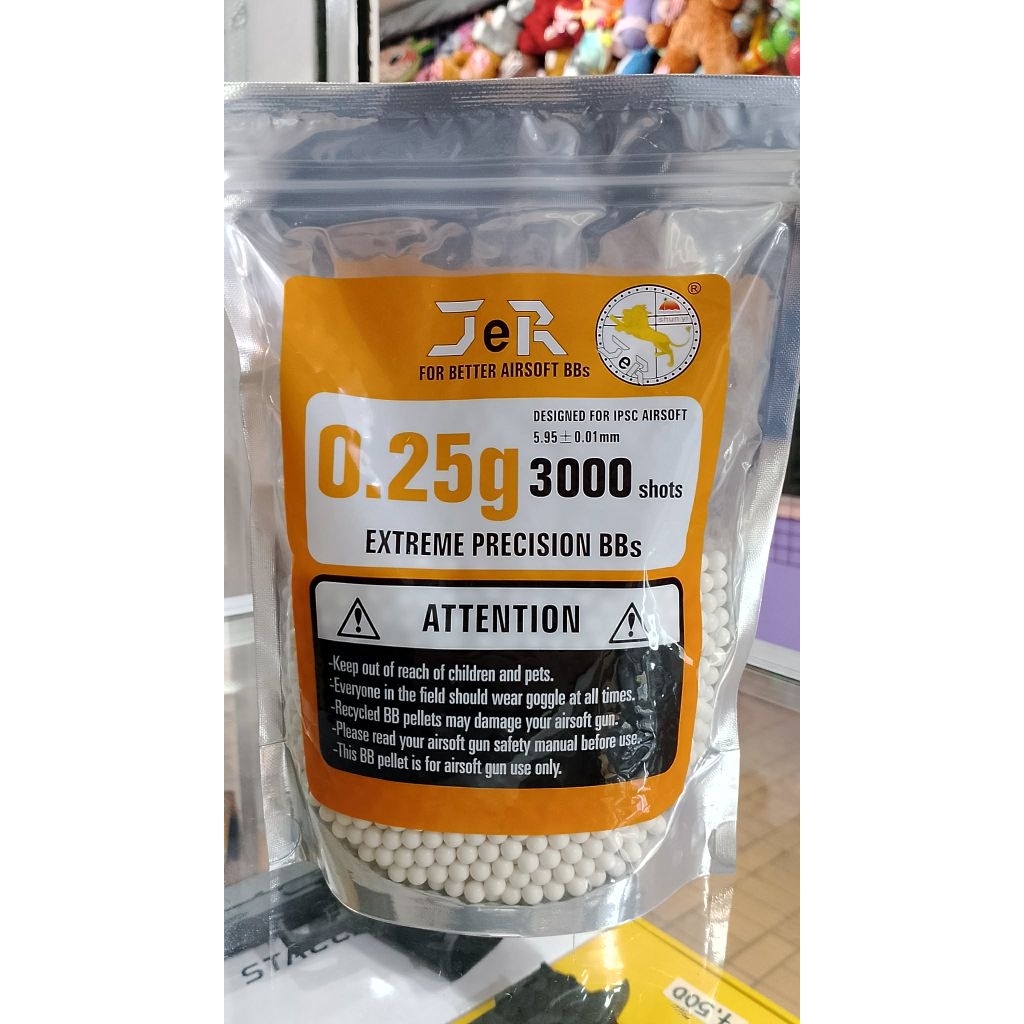 JeR
®
shun yi
JeR
FOR BETTER AIRSOFT BBs
DESIGNED FOR IPSC AIRSOFT
5.95±0.01mm
0.25g
3000 shots
EXTREME PRECISION BBs
ATTENTION
-Keep out of reach of children and pets.
-Everyone in the field should wear goggle at all times.
-Recycled BB pellets may damage your airsoft gun.
-Please read your airsoft gun safety manual before use.
-This BB pellet is for airsoft gun use only.